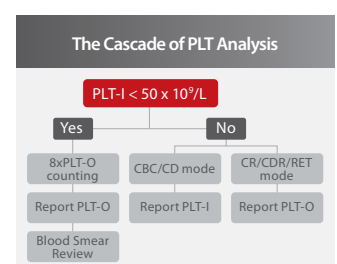 The Cascade of PLT Analysis
PLT-I < 50 x 10⁹/L
Yes
No
8xPLT-O
counting
CBC/CD mode
CR/CDR/RET
mode
Report PLT-O
Report PLT-I
Report PLT-O
Blood Smear
Review